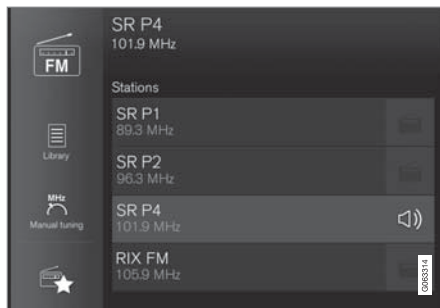 SR P4
101.9 MHz
FM
Stations
SR P1
89.3 MHz
Library
SR P2
96.3 MHz
MHz
Manual tuning
SR P4
101.9 MHz
RIX FM
105.9 MHz
G063314